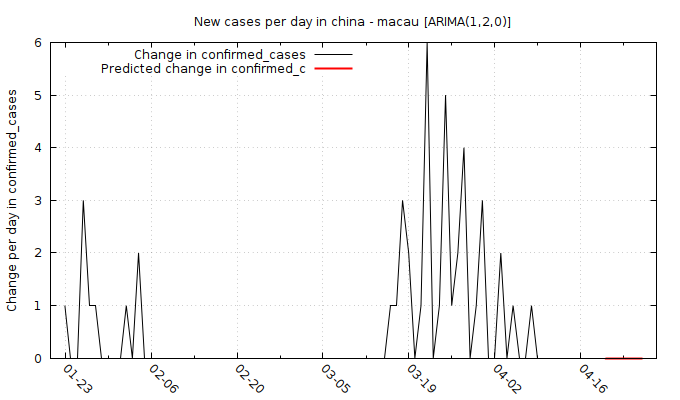 New cases per day in china - macau [ARIMA(1,2,0)]
Change in confirmed_cases
Predicted change in confirmed_c
Change per day in confirmed_cases
6
5
4
3
2
1
0
01-23 02-06 02-20 03-05 03-19 04-02 04-16